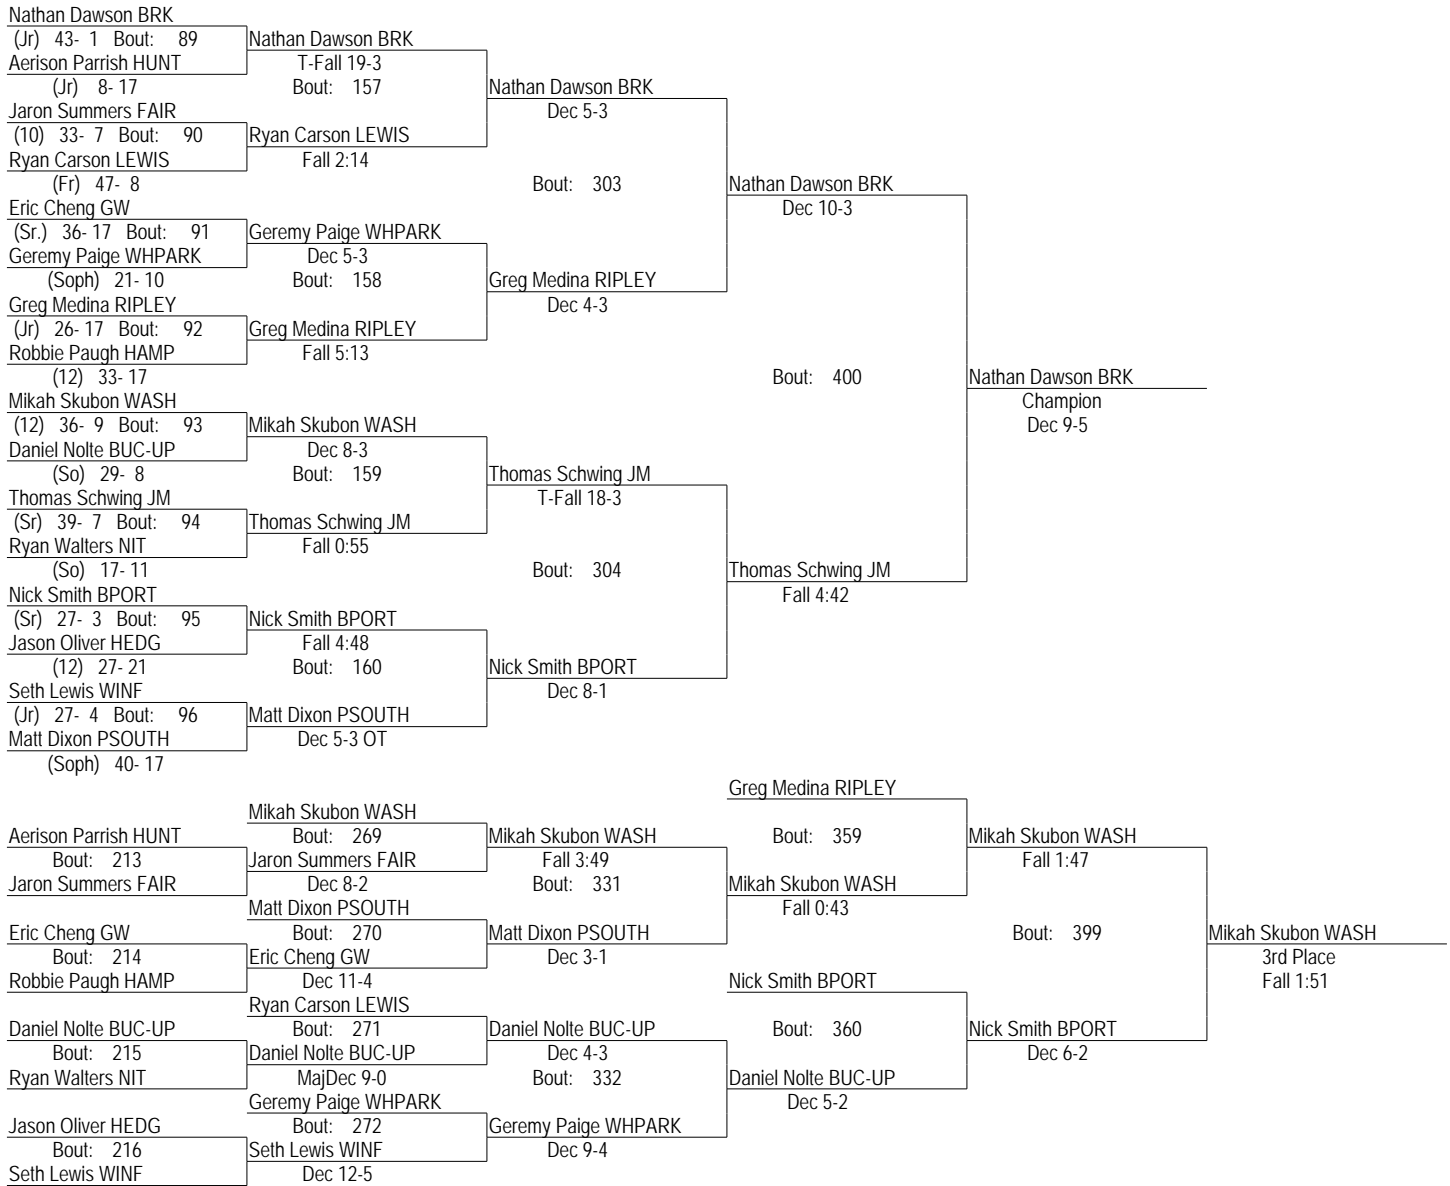 Nathan Dawson BRK
(Jr) 43- 1 Bout: 89 Nathan Dawson BRK
Aerison Parrish HUNT T-Fall 19-3
(Jr) 8- 17 Bout: 157 Nathan Dawson BRK
Jaron Summers FAIR Dec 5-3
(10) 33- 7 Bout: 90 Ryan Carson LEWIS
Ryan Carson LEWIS Fall 2:14
(Fr) 47- 8 Bout: 303 Nathan Dawson BRK
Eric Cheng GW Dec 10-3
(Sr.) 36- 17 Bout: 91 Geremy Paige WHPARK
Geremy Paige WHPARK Dec 5-3
(Soph) 21- 10 Bout: 158 Greg Medina RIPLEY
Greg Medina RIPLEY Dec 4-3
(Jr) 26- 17 Bout: 92 Greg Medina RIPLEY
Robbie Paugh HAMP Fall 5:13
(12) 33- 17 Bout: 400 Nathan Dawson BRK
Mikah Skubon WASH Champion
(12) 36- 9 Bout: 93 Mikah Skubon WASH Dec 9-5
Daniel Nolte BUC-UP Dec 8-3
(So) 29- 8 Bout: 159 Thomas Schwing JM
Thomas Schwing JM T-Fall 18-3
(Sr) 39- 7 Bout: 94 Thomas Schwing JM
Ryan Walters NIT Fall 0:55
(So) 17- 11 Bout: 304 Thomas Schwing JM
Nick Smith BPORT Fall 4:42
(Sr) 27- 3 Bout: 95 Nick Smith BPORT
Jason Oliver HEDG Fall 4:48
(12) 27- 21 Bout: 160 Nick Smith BPORT
Seth Lewis WINF Dec 8-1
(Jr) 27- 4 Bout: 96 Matt Dixon PSOUTH
Matt Dixon PSOUTH Dec 5-3 OT
(Soph) 40- 17
Greg Medina RIPLEY
Mikah Skubon WASH
Aerison Parrish HUNT Bout: 269 Mikah Skubon WASH Bout: 359 Mikah Skubon WASH
Bout: 213 Jaron Summers FAIR Fall 3:49 Fall 1:47
Jaron Summers FAIR Dec 8-2 Bout: 331 Mikah Skubon WASH
Matt Dixon PSOUTH Fall 0:43
Eric Cheng GW Bout: 270 Matt Dixon PSOUTH Bout: 399 Mikah Skubon WASH
Bout: 214 Eric Cheng GW Dec 3-1 3rd Place
Robbie Paugh HAMP Dec 11-4 Nick Smith BPORT Fall 1:51
Ryan Carson LEWIS
Daniel Nolte BUC-UP Bout: 271 Daniel Nolte BUC-UP Bout: 360 Nick Smith BPORT
Bout: 215 Daniel Nolte BUC-UP Dec 4-3 Dec 6-2
Ryan Walters NIT MajDec 9-0 Bout: 332 Daniel Nolte BUC-UP
Geremy Paige WHPARK Dec 5-2
Jason Oliver HEDG Bout: 272 Geremy Paige WHPARK
Bout: 216 Seth Lewis WINF Dec 9-4
Seth Lewis WINF Dec 12-5